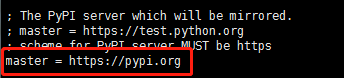 ; The PyPI server which will be mirrored.
; master = https://test.python.org
; scheme for PyPI server MUST be https
master = https://pypi.org